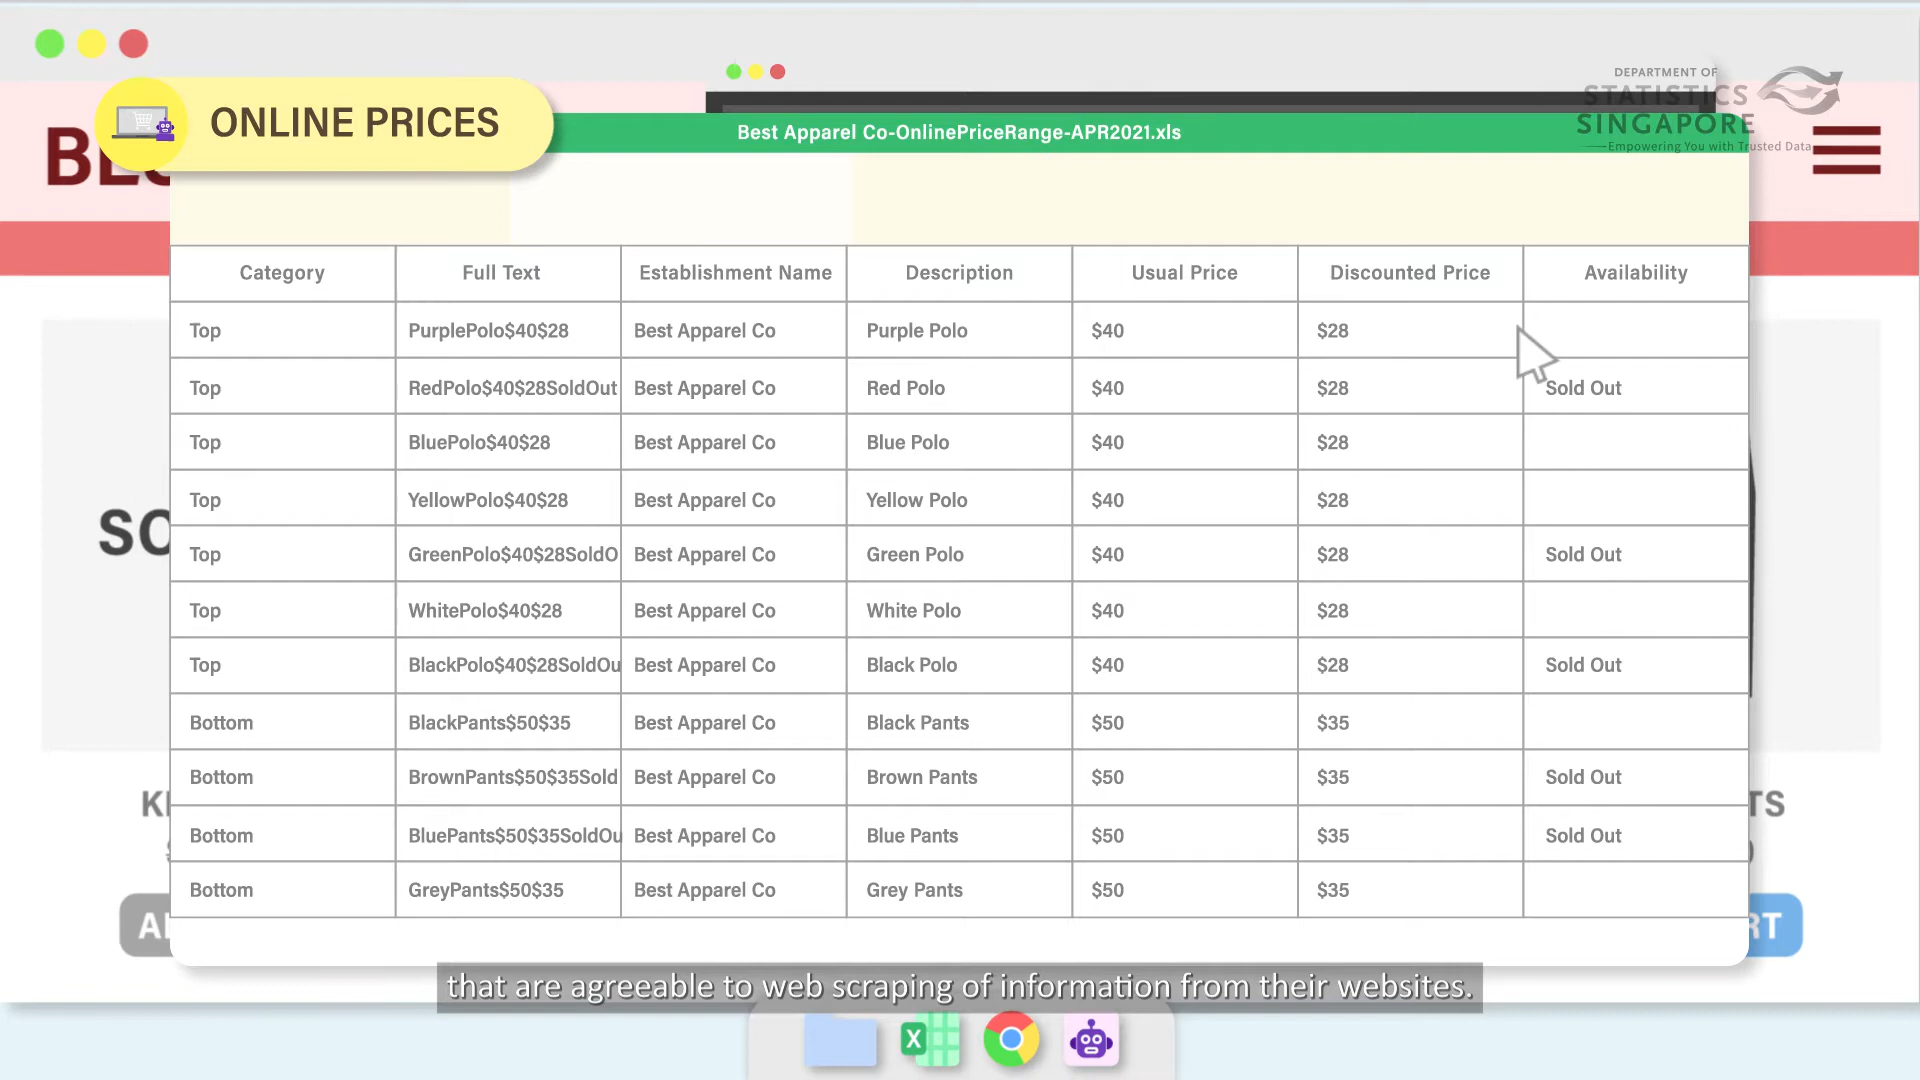 DEPARTMENT OF
STATISTICS
SINGAPORE
Empowering You with Trusted Data
ONLINE PRICES
Best Apparel Co-OnlinePriceRange-APR2021.xls
Category Full Text Establishment Name Description Usual Price Discounted Price Availability
Top PurplePolo$40$28 Best Apparel Co Purple Polo $40 $28
Top RedPolo$40$28SoldOut Best Apparel Co Red Polo $40 $28 Sold Out
Top BluePolo$40$28 Best Apparel Co Blue Polo $40 $28
Top YellowPolo$40$28 Best Apparel Co Yellow Polo $40 $28
Top GreenPolo$40$28SoldO Best Apparel Co Green Polo $40 $28 Sold Out
Top WhitePolo$40$28 Best Apparel Co White Polo $40 $28
Top BlackPolo$40$28SoldOu Best Apparel Co Black Polo $40 $28 Sold Out
Bottom BlackPants$50$35 Best Apparel Co Black Pants $50 $35
Bottom BrownPants$50$35Sold Best Apparel Co Brown Pants $50 $35 Sold Out
Bottom BluePants$50$35SoldOu Best Apparel Co Blue Pants $50 $35 Sold Out
Bottom GreyPants$50$35 Best Apparel Co Grey Pants $50 $35
that are agreeable to web scraping of information from their websites.
X